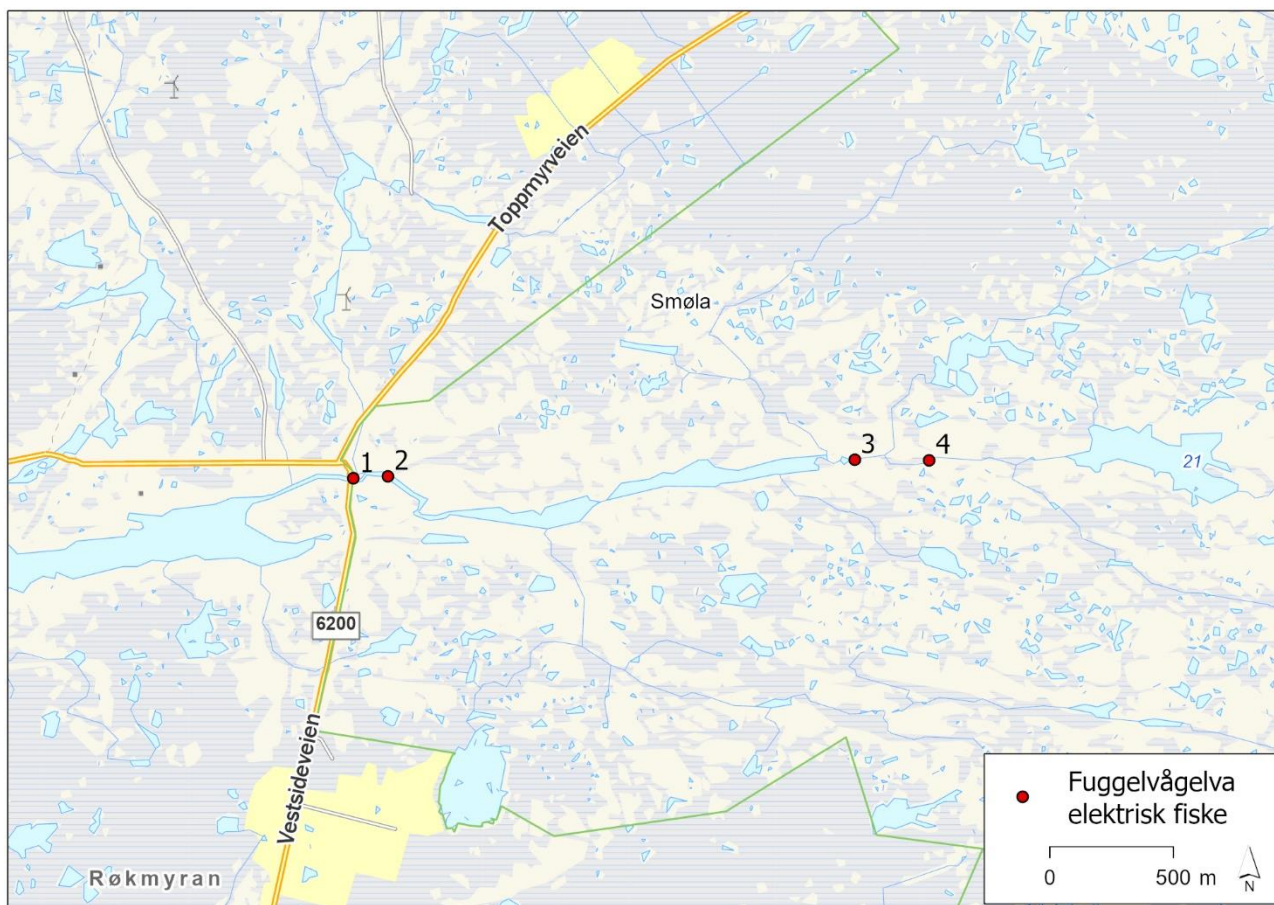 Toppmyrveien
Smøla
1
2
3
4
21
6200
Vestsideveien
Røkmyran
Fuggelvågelva
elektrisk fiske
0
500 m
N